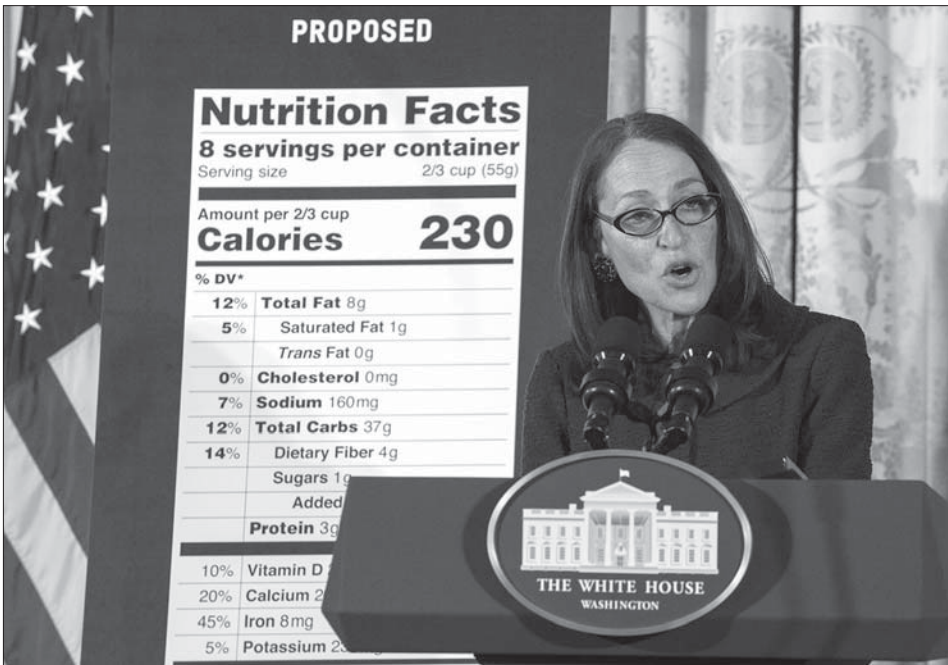 PROPOSED
Nutrition Facts
8 servings per container
Serving size 2/3 cup (55g)
Amount per 2/3 cup
Calories 230
% DV*
12% Total Fat 8g
5% Saturated Fat 1g
Trans Fat 0g
0% Cholesterol 0mg
7% Sodium 160mg
12% Total Carbs 37g
14% Dietary Fiber 4g
Sugars 1g
Added
Protein 3g
10% Vitamin D
20% Calcium
45% Iron 8mg
5% Potassium
THE WHITE HOUSE
WASHINGTON